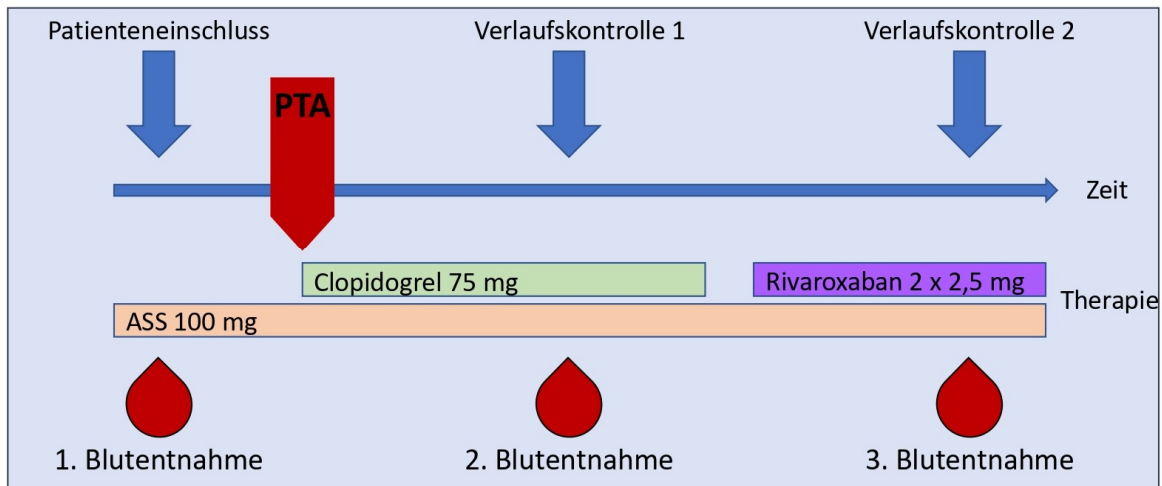 Patienteneinschluss
Verlaufskontrolle 1
Verlaufskontrolle 2
PTA
Zeit
Clopidogrel 75 mg
Rivaroxaban 2 x 2,5 mg
Therapie
ASS 100 mg
1. Blutentnahme
2. Blutentnahme
3. Blutentnahme